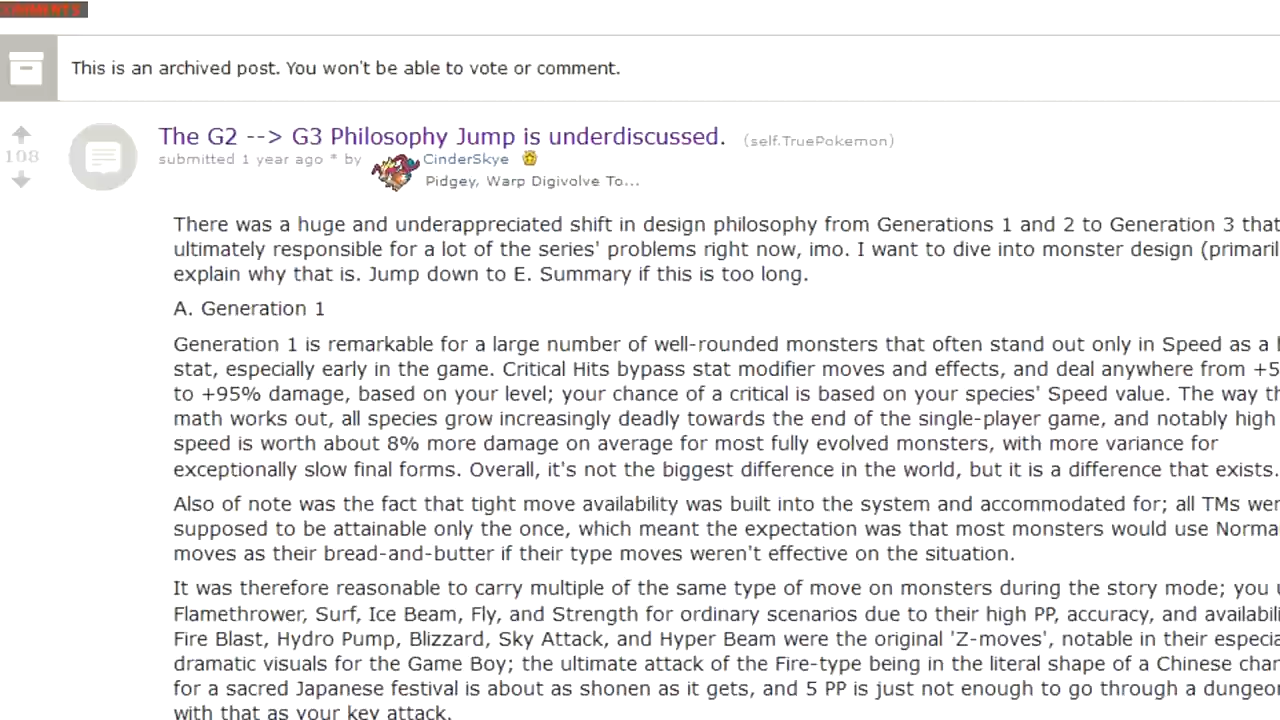 COMMENTS
This is an archived post. You won't be able to vote or comment.
The G2 --> G3 Philosophy Jump is underdiscussed. (self.TruePokemon)
108
submitted 1 year ago * by CinderSkye
Pidgey, Warp Digivolve To...
There was a huge and underappreciated shift in design philosophy from Generations 1 and 2 to Generation 3 that
ultimately responsible for a lot of the series' problems right now, imo. I want to dive into monster design (primaril
explain why that is. Jump down to E. Summary if this is too long.
A. Generation 1
Generation 1 is remarkable for a large number of well-rounded monsters that often stand out only in Speed as a
stat, especially early in the game. Critical Hits bypass stat modifier moves and effects, and deal anywhere from +5
to +95% damage, based on your level; your chance of a critical is based on your species' Speed value. The way th
math works out, all species grow increasingly deadly towards the end of the single-player game, and notably high
speed is worth about 8% more damage on average for most fully evolved monsters, with more variance for
exceptionally slow final forms. Overall, it's not the biggest difference in the world, but it is a difference that exists.
Also of note was the fact that tight move availability was built into the system and accommodated for; all TMs wer
supposed to be attainable only the once, which meant the expectation was that most monsters would use Norma
moves as their bread-and-butter if their type moves weren't effective on the situation.
It was therefore reasonable to carry multiple of the same type of move on monsters during the story mode; you
Flamethrower, Surf, Ice Beam, Fly, and Strength for ordinary scenarios due to their high PP, accuracy, and availabili
Fire Blast, Hydro Pump, Blizzard, Sky Attack, and Hyper Beam were the original 'Z-moves', notable in their especia
dramatic visuals for the Game Boy; the ultimate attack of the Fire-type being in the literal shape of a Chinese char
for a sacred Japanese festival is about as shonen as it gets, and 5 PP is just not enough to go through a dungeo
with that as your key attack.